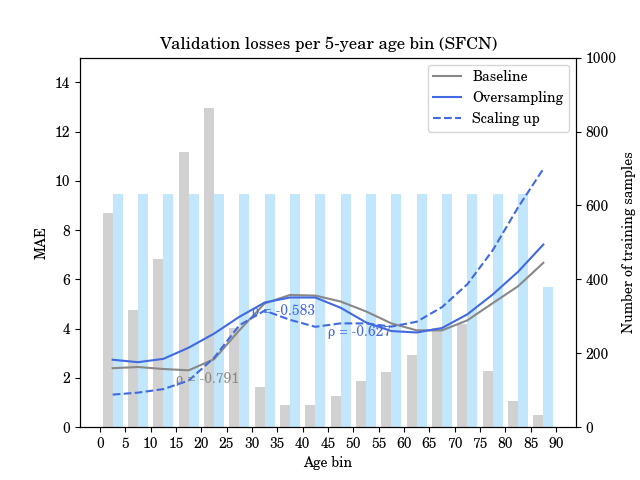 Validation losses per 5-year age bin (SFCN)
Baseline
Oversampling
Scaling up
MAE
14
12
10
8
6
4
2
0
Number of training samples
1000
800
600
400
200
0
ρ = -0.583
ρ = -0.627
ρ = -0.791
0 5 10 15 20 25 30 35 40 45 50 55 60 65 70 75 80 85 90
Age bin